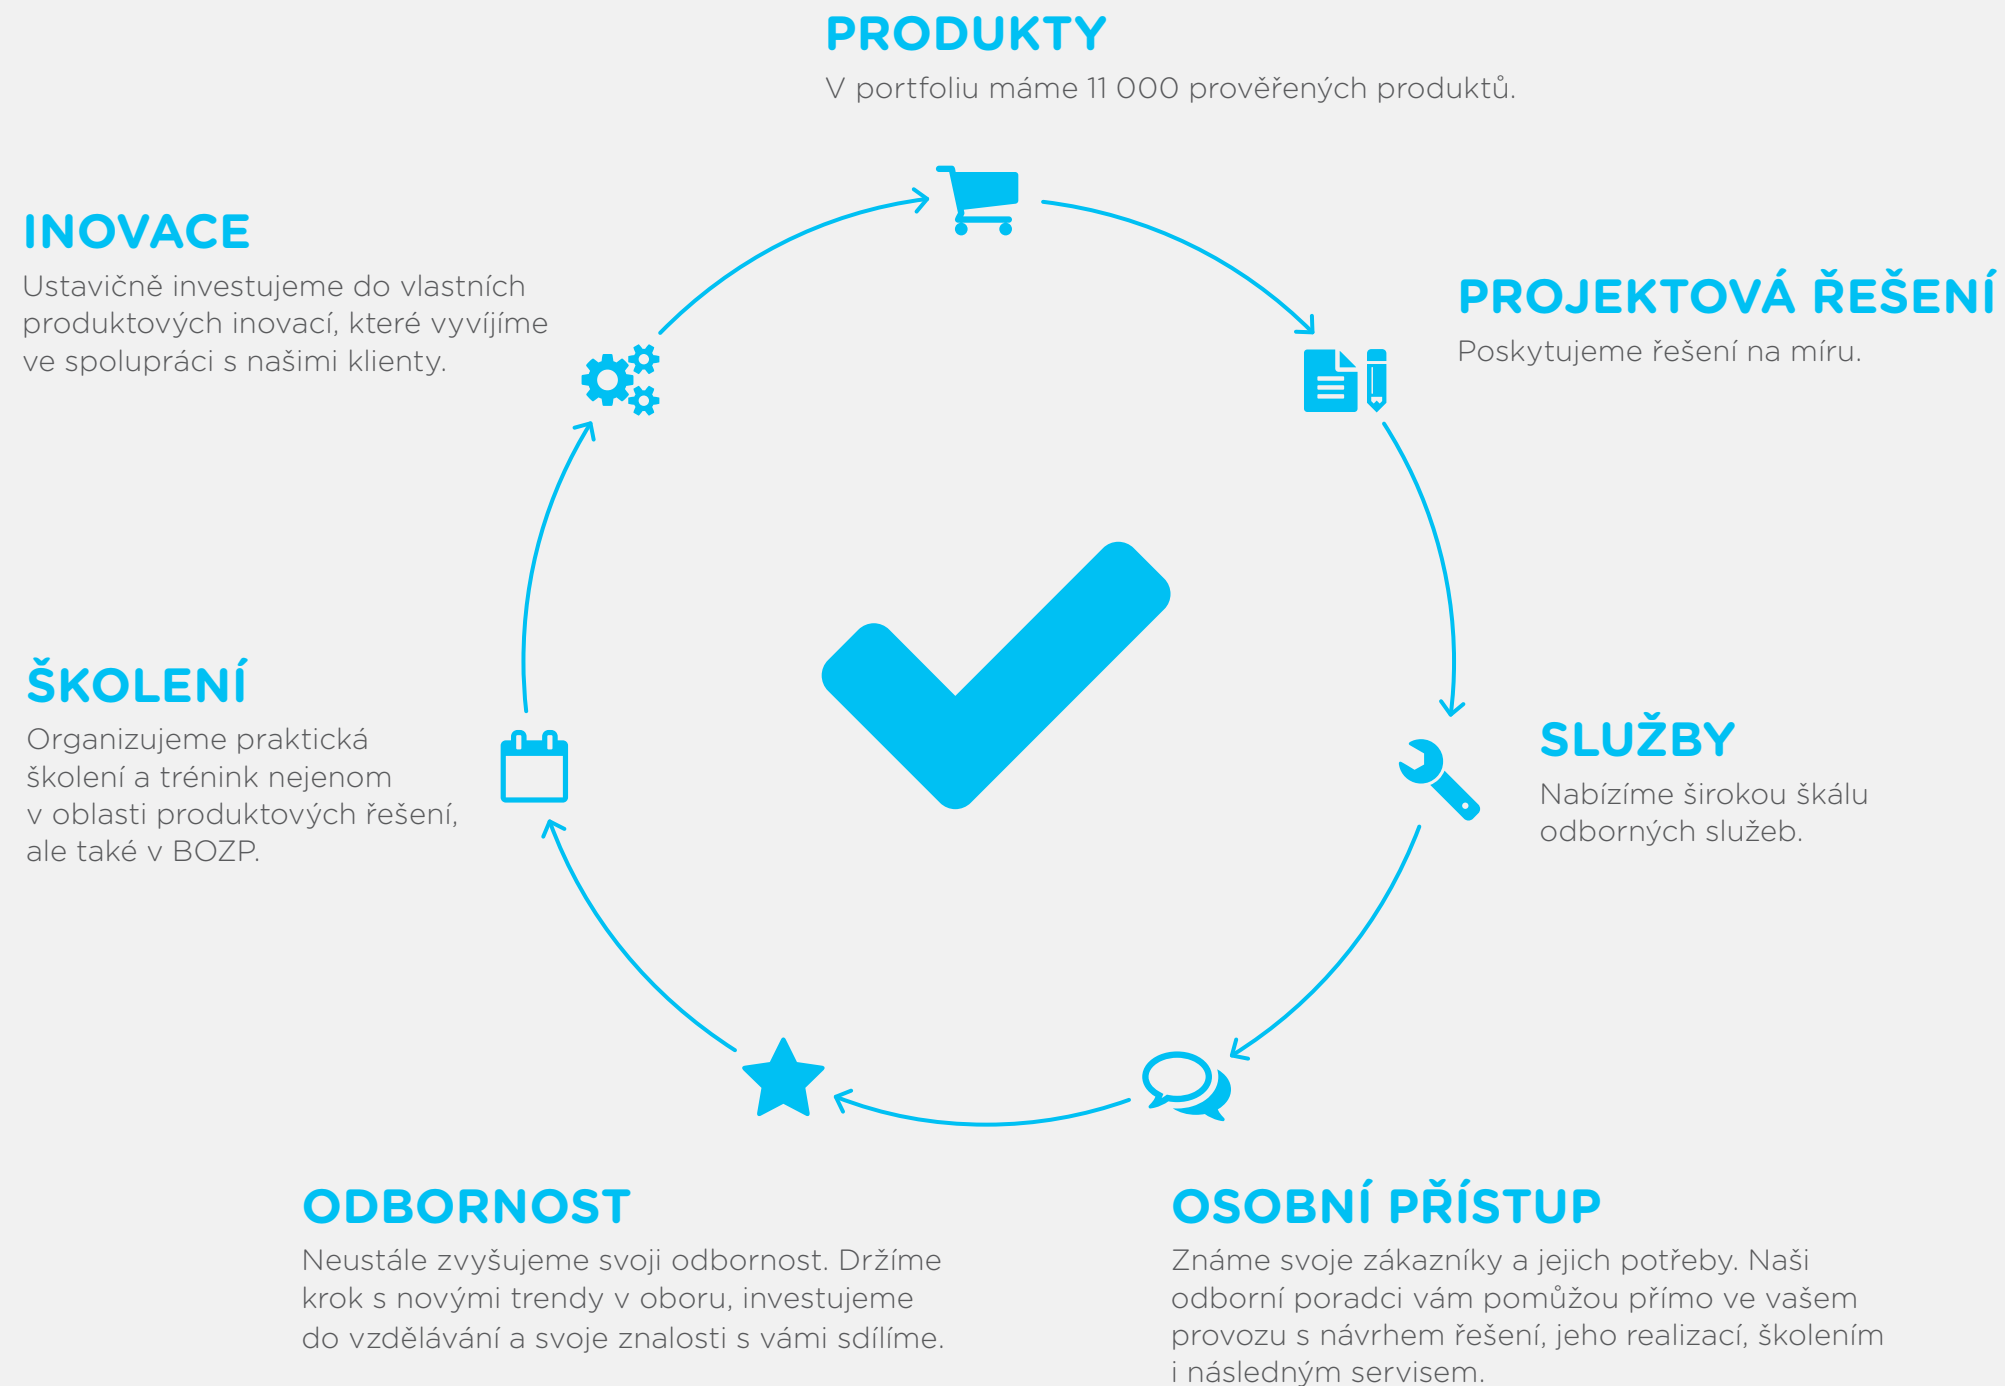 PRODUKTY
V portfoliu máme 11 000 prověřených produktů.
INOVACE
Ustavičně investujeme do vlastních
produktových inovací, které vyvíjíme
ve spolupráci s našimi klienty.
PROJEKTOVÁ ŘEŠENÍ
Poskytujeme řešení na míru.
ŠKOLENÍ
Organizujeme praktická
školení a trénink nejenom
v oblasti produktových řešení,
ale také v BOZP.
SLUŽBY
Nabízíme širokou škálu
odborných služeb.
ODBORNOST
Neustále zvyšujeme svoji odbornost. Držíme
krok s novými trendy v oboru, investujeme
do vzdělávání a svoje znalosti s vámi sdílíme.
OSOBNÍ PŘÍSTUP
Známe svoje zákazníky a jejich potřeby. Naši
odborní poradci vám pomůžou přímo ve vašem
provozu s návrhem řešení, jeho realizací, školením
i následným servisem.